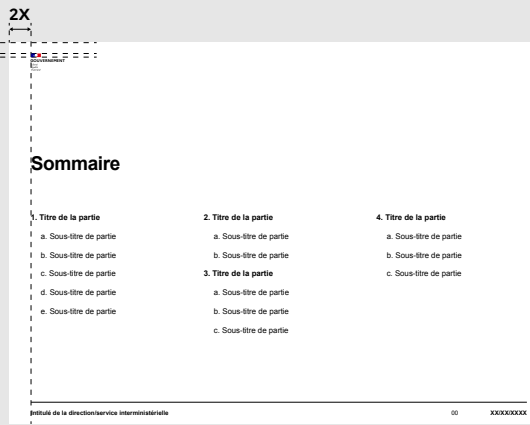 2X
GOUVERNEMENT
Sommaire
1. Titre de la partie
a. Sous-titre de partie
b. Sous-titre de partie
c. Sous-titre de partie
d. Sous-titre de partie
e. Sous-titre de partie
2. Titre de la partie
a. Sous-titre de partie
b. Sous-titre de partie
3. Titre de la partie
a. Sous-titre de partie
b. Sous-titre de partie
c. Sous-titre de partie
4. Titre de la partie
a. Sous-titre de partie
b. Sous-titre de partie
c. Sous-titre de partie
Intitulé de la direction/service interministérielle
00
XX/XX/XXXX